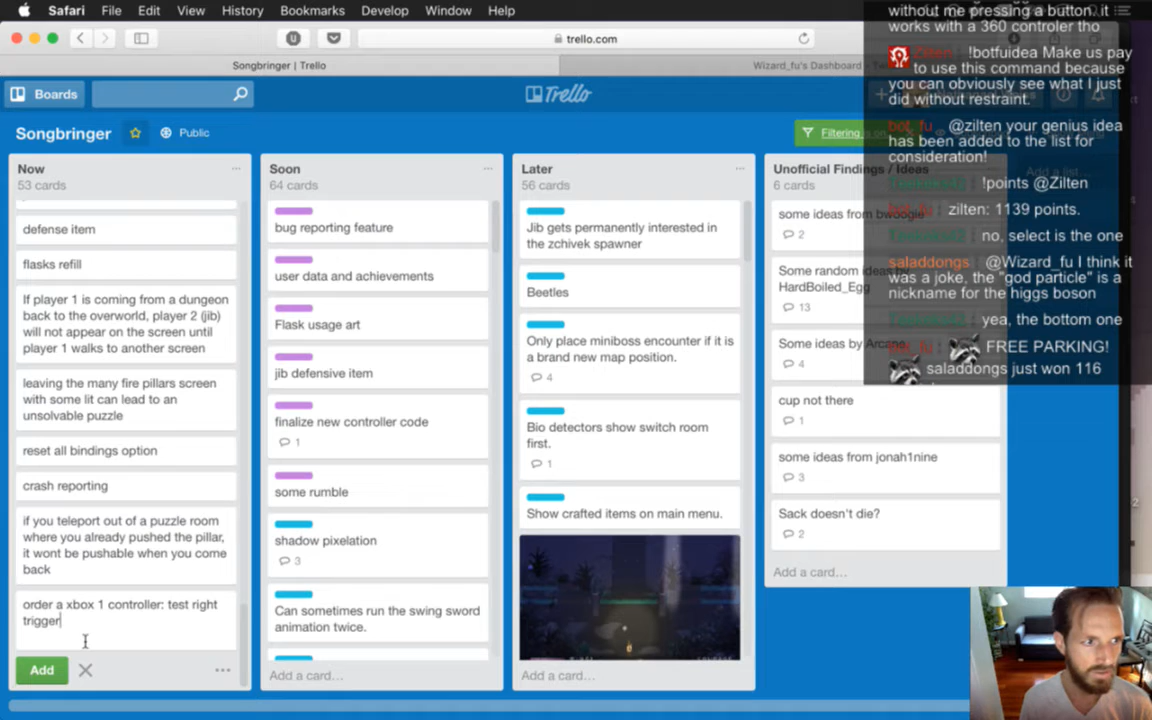 Safari File Edit View History Bookmarks Develop Window Help
trello.com
Songbringer | Trello
Wizard_fu's Dashboard
Boards
Trello
Songbringer
Public
Filtering is on
Now
53 cards
defense item
flasks refill
If player 1 is coming from a dungeon
back to the overworld, player 2 (jib)
will not appear on the screen until
player 1 walks to another screen
leaving the many fire pillars screen
with some lit can lead to an
unsolvable puzzle
reset all bindings option
crash reporting
if you teleport out of a puzzle room
where you already pushed the pillar,
it wont be pushable when you come
back
order a xbox 1 controller: test right
trigger
Add
Soon
64 cards
bug reporting feature
user data and achievements
Flask usage art
jib defensive item
finalize new controller code
1
some rumble
shadow pixelation
3
Can sometimes run the swing sword
animation twice.
Add a card...
Later
56 cards
Jib gets permanently interested in
the zchivek spawner
Beetles
Only place miniboss encounter if it is
a brand new map position.
4
Bio detectors show switch room
first.
1
Show crafted items on main menu.
Add a card...
Unofficial Findings / Ideas
6 cards
some ideas from bwoogie
2
Some random ideas by
HardBoiled_Egg
13
Some ideas by Arcane
4
cup not there
1
some ideas from jonah1nine
3
Sack doesn't die?
2
Add a card...
Add a list...
without me pressing a button it
works with a 360 controler tho
Zilten !botfuidea Make us pay
to use this command because
you can obviously see what I just
did without restraint.
bot_fu @zilten your genius idea
has been added to the list for
consideration!
!points @Zilten
bot_fu zilten: 1139 points.
no, select is the one
saladdongs @Wizard_fu I think it
was a joke, the "god particle" is a
nickname for the higgs boson
yea, the bottom one
bot_fu FREE PARKING!
saladdongs just won 116